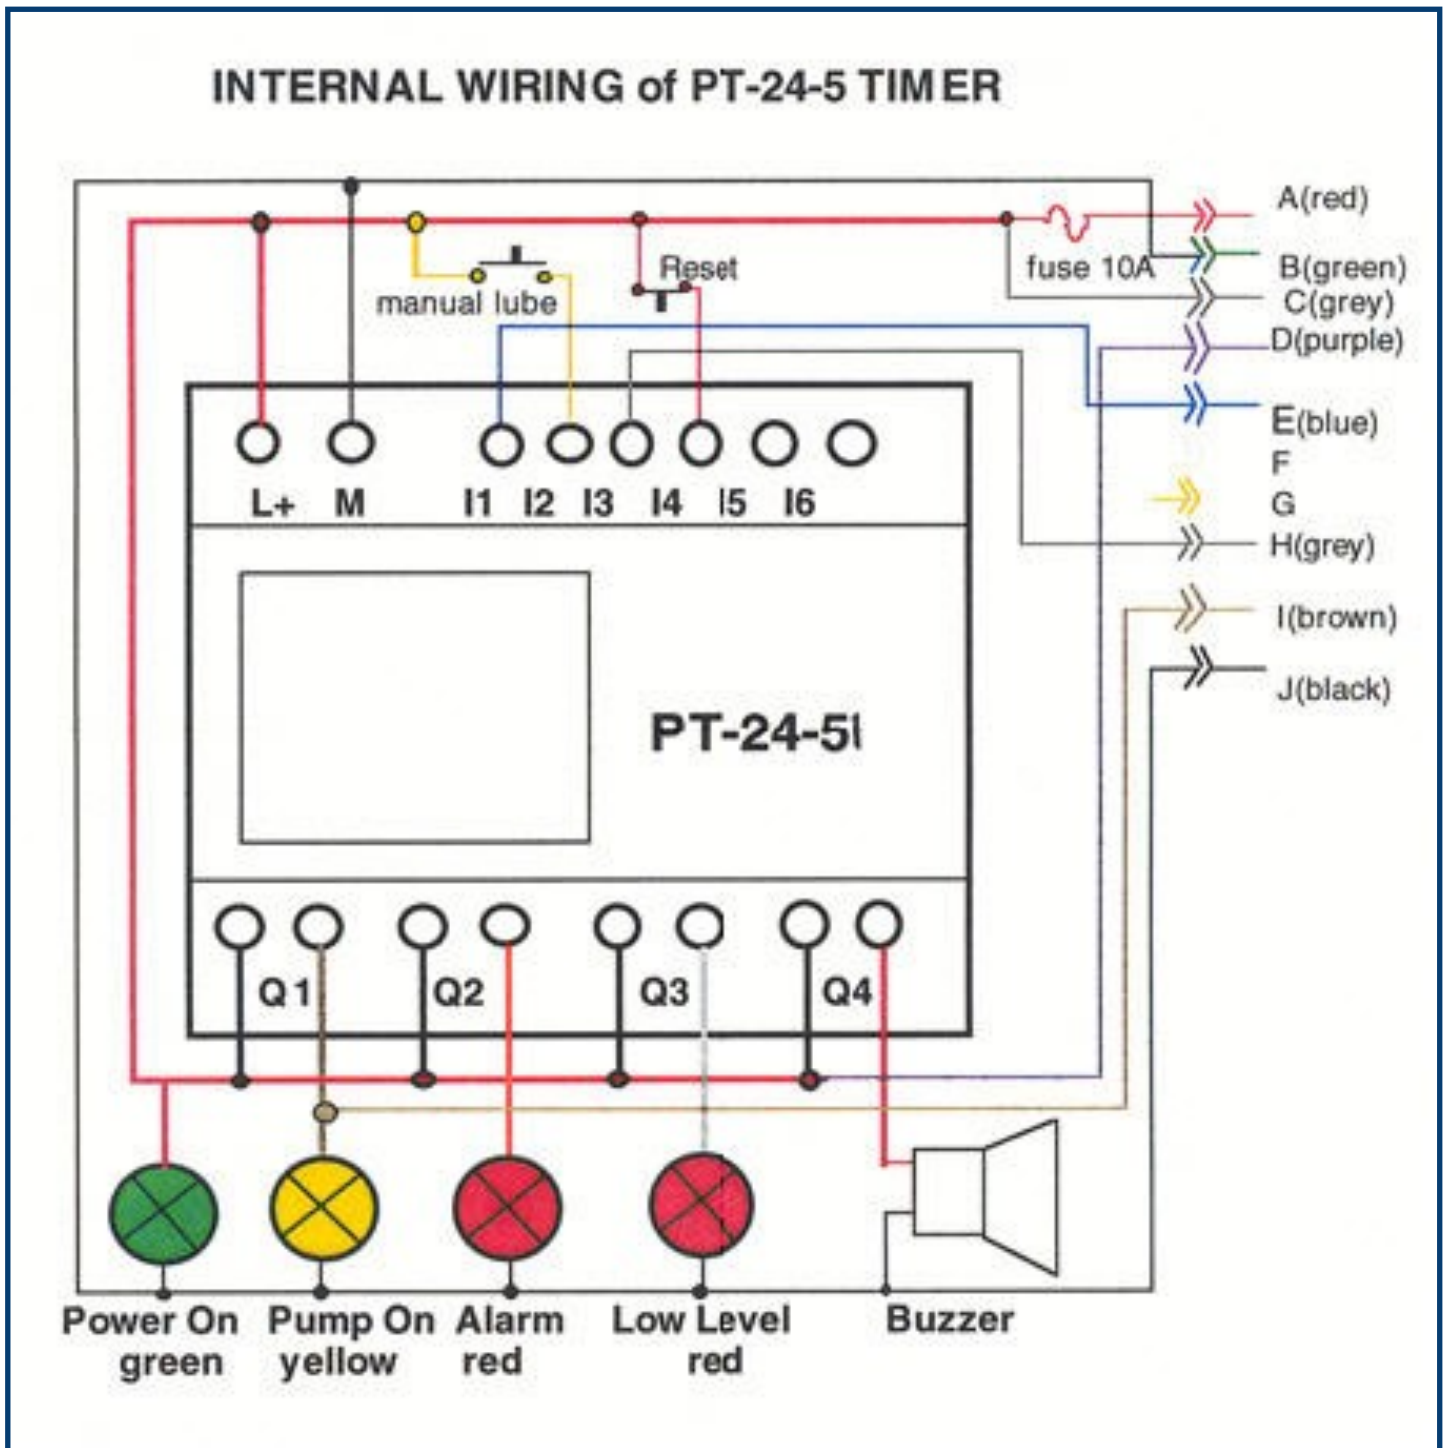 INTERNAL WIRING of PT-24-5 TIMER
A(red)
fuse 10A
B(green)
C(grey)
Reset
manual lube
D(purple)
E(blue)
F
G
H(grey)
I(brown)
J(black)
L+ M I1 I2 I3 I4 I5 I6
PT-24-5
Q1 Q2 Q3 Q4
Power On
green
Pump On
yellow
Alarm
red
Low Level
red
Buzzer